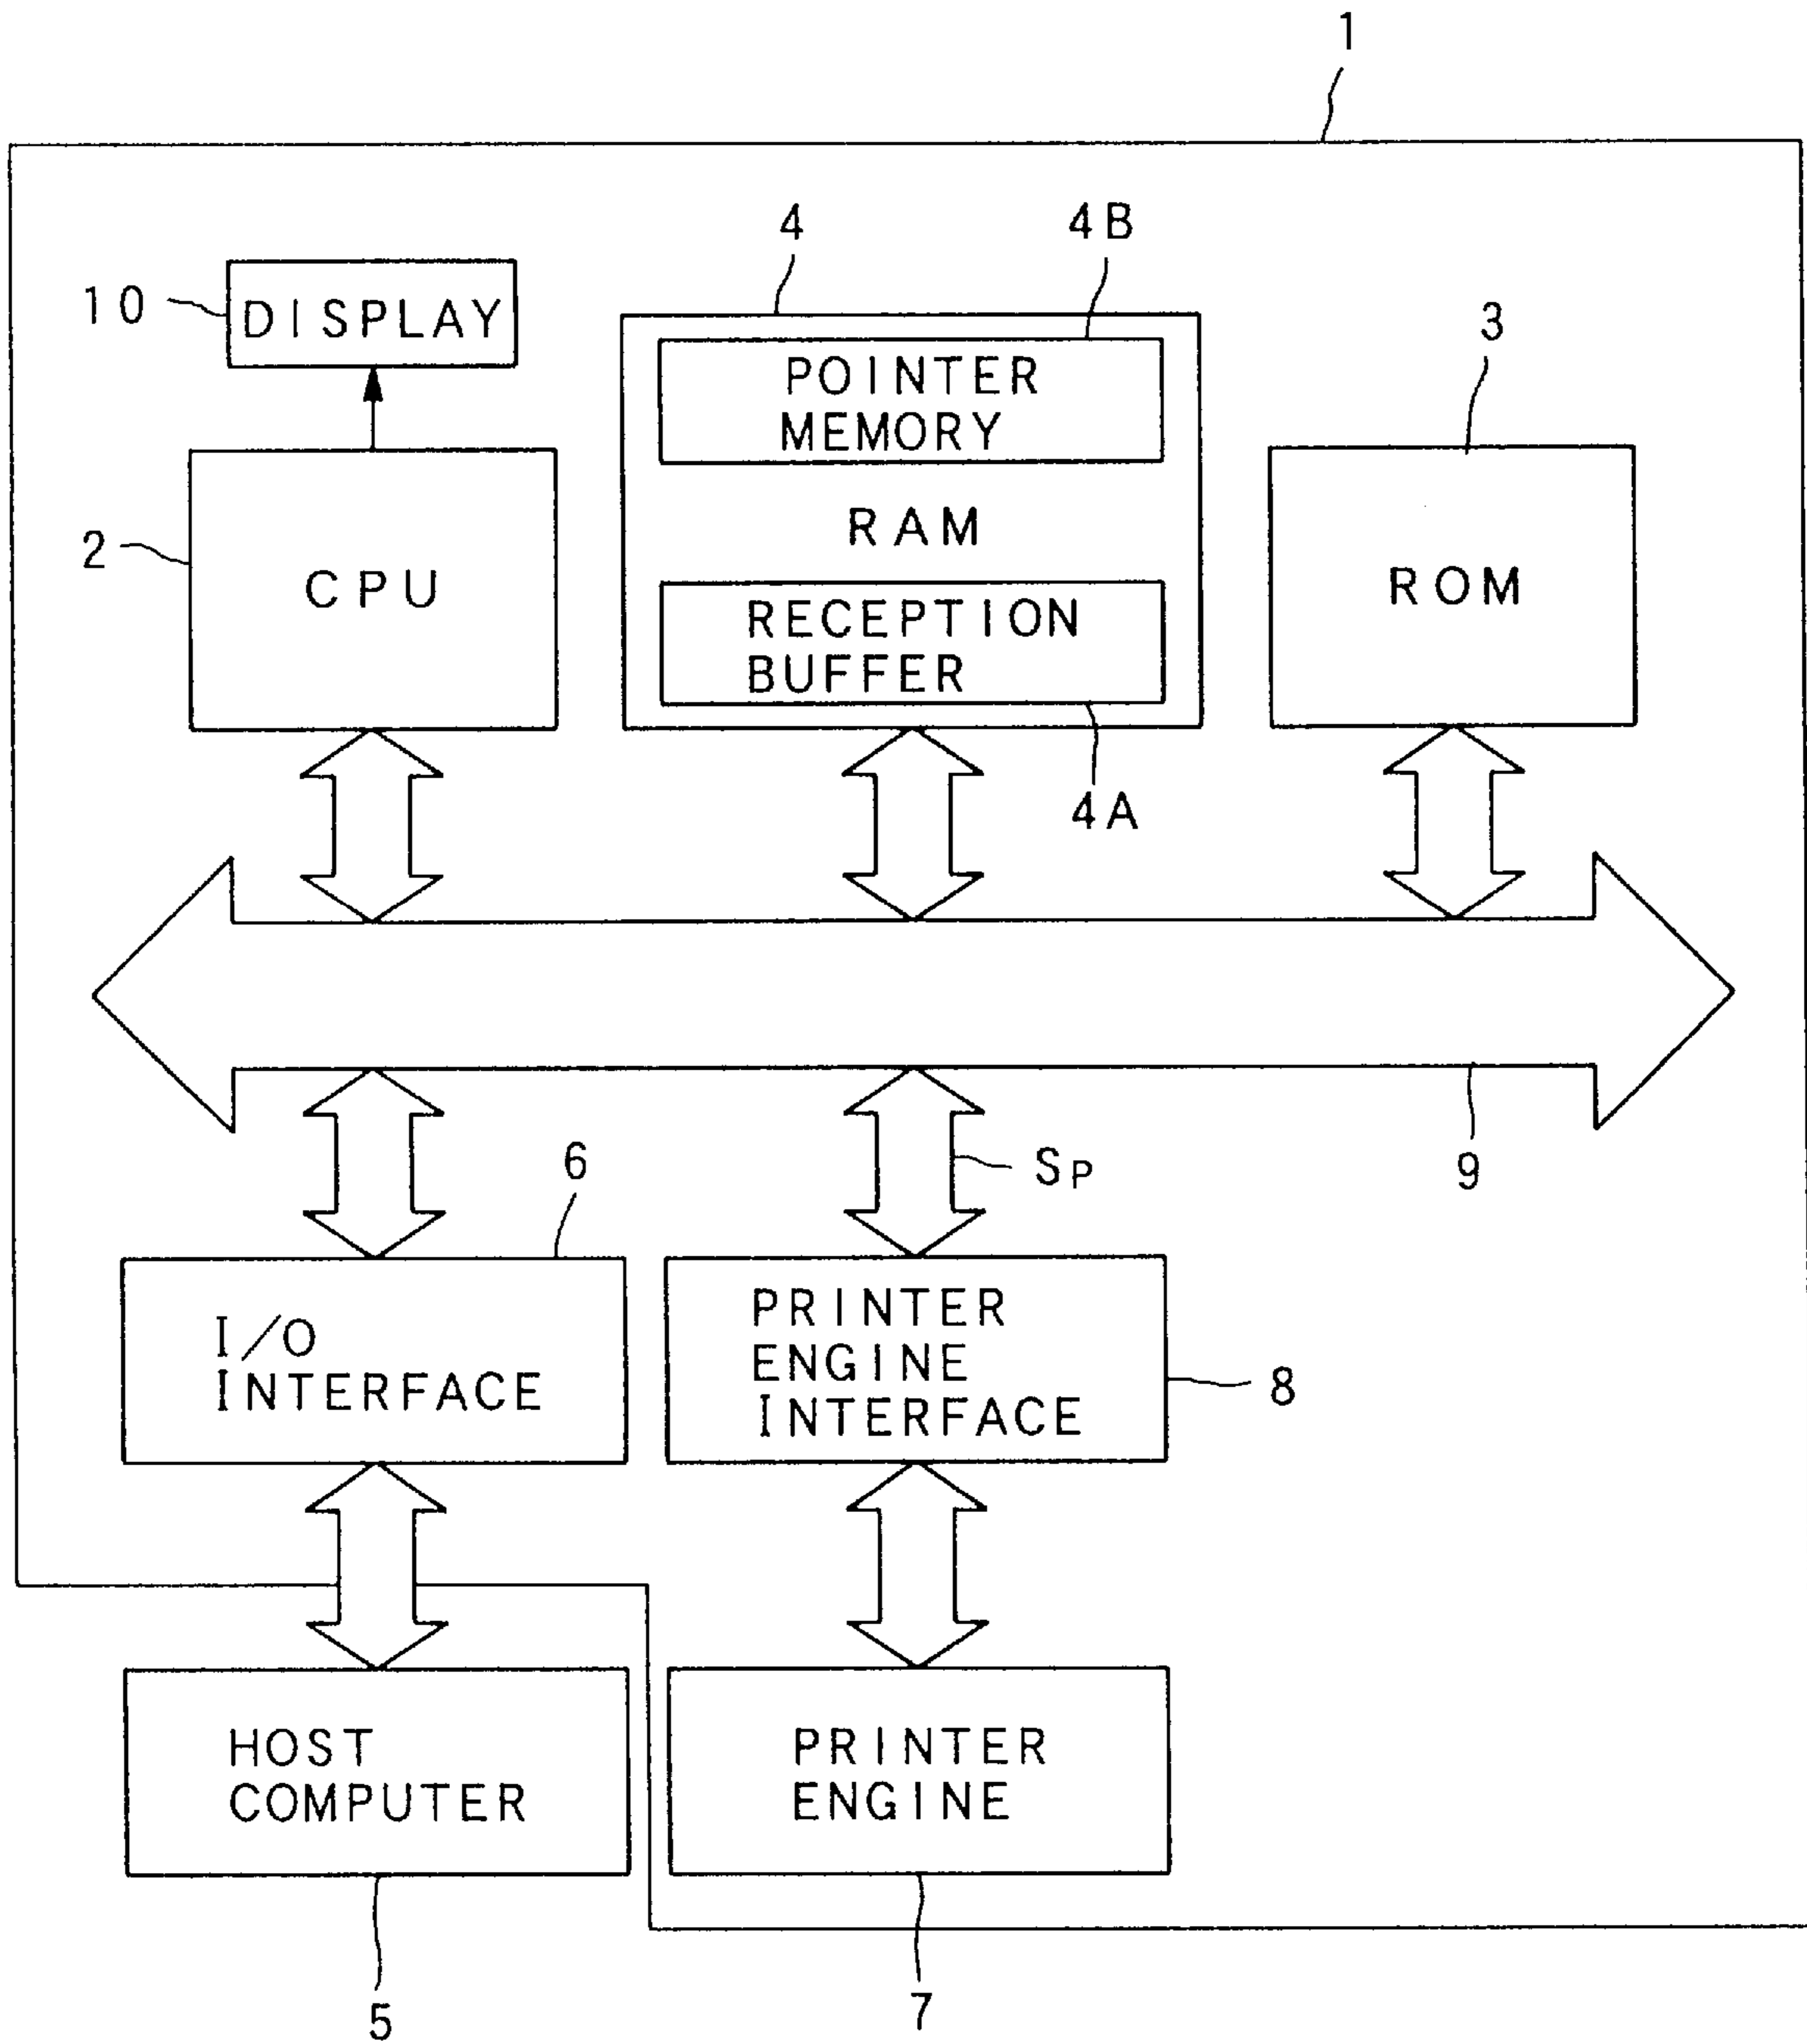 1
4
4B
10
DISPLAY
3
POINTER
MEMORY
2
CPU
RAM
ROM
RECEPTION
BUFFER
4A
6
SP
9
I/O
INTERFACE
PRINTER
ENGINE
INTERFACE
8
HOST
COMPUTER
PRINTER
ENGINE
5
7